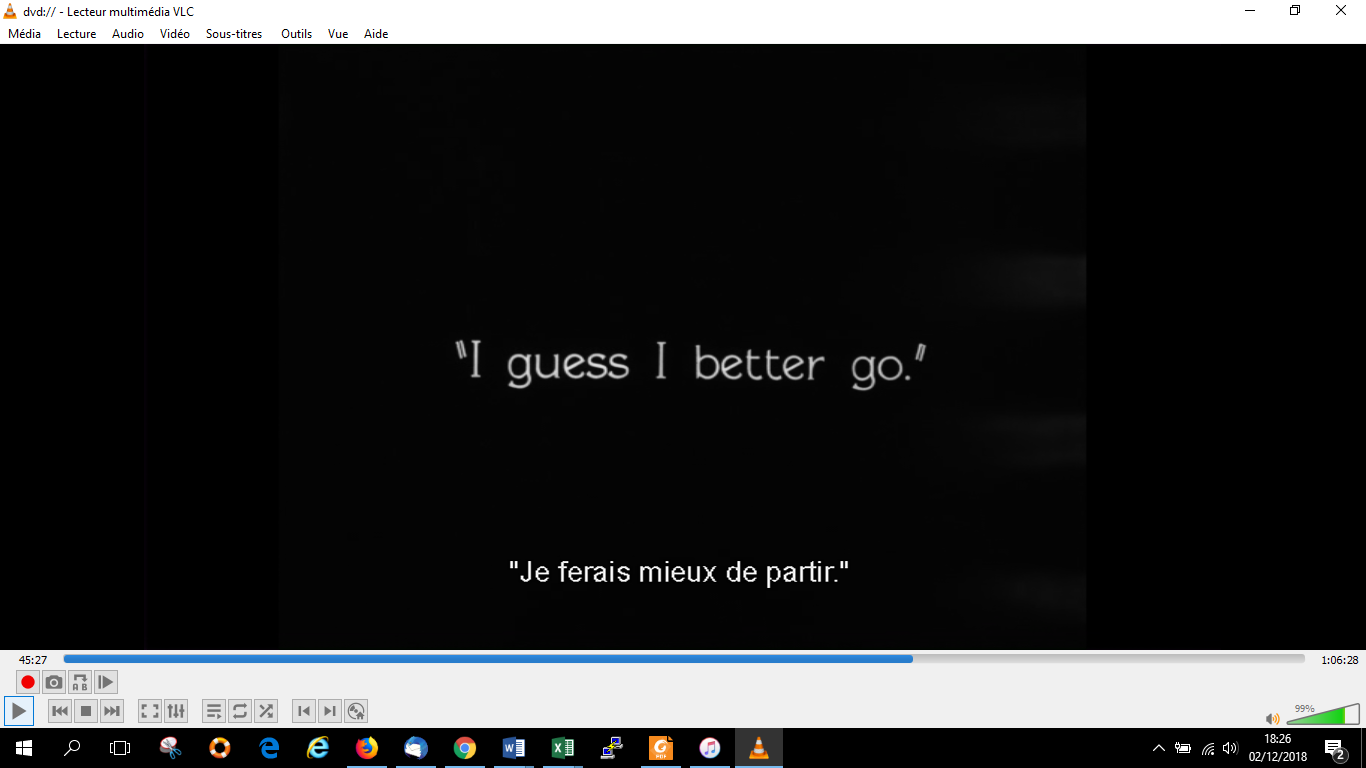 dvd:// - Lecteur multimédia VLC
Média Lecture Audio Vidéo Sous-titres Outils Vue Aide
"I guess I better go."
"Je ferais mieux de partir."
45:27 1:06:28
A B
99%
18:26
02/12/2018
2